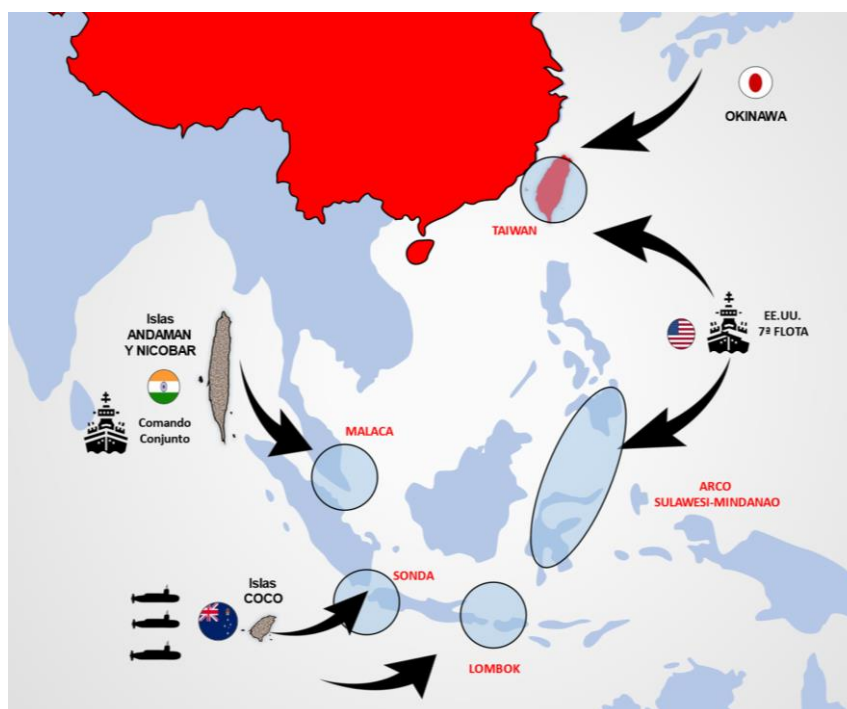 OKINAWA
TAIWAN
EE.UU.
7ª FLOTA
Islas
ANDAMAN
Y NICOBAR
Comando
Conjunto
MALACA
ARCO
SULAWESI-MINDANAO
SONDA
Islas
COCO
LOMBOK